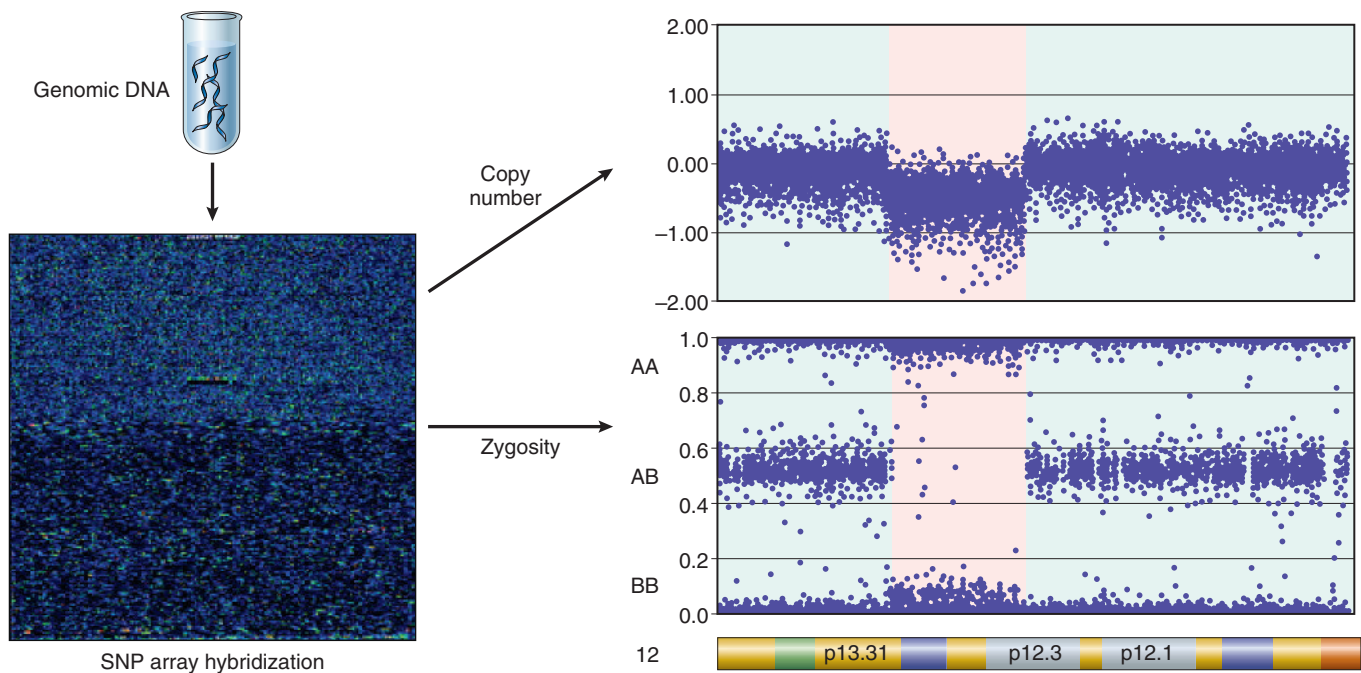 Genomic DNA
SNP array hybridization
Copy
number
Zygosity
2.00
1.00
0.00
–1.00
–2.00
1.0
AA
0.8
0.6
AB
0.4
0.2
BB
0.0
12
p13.31
p12.3
p12.1